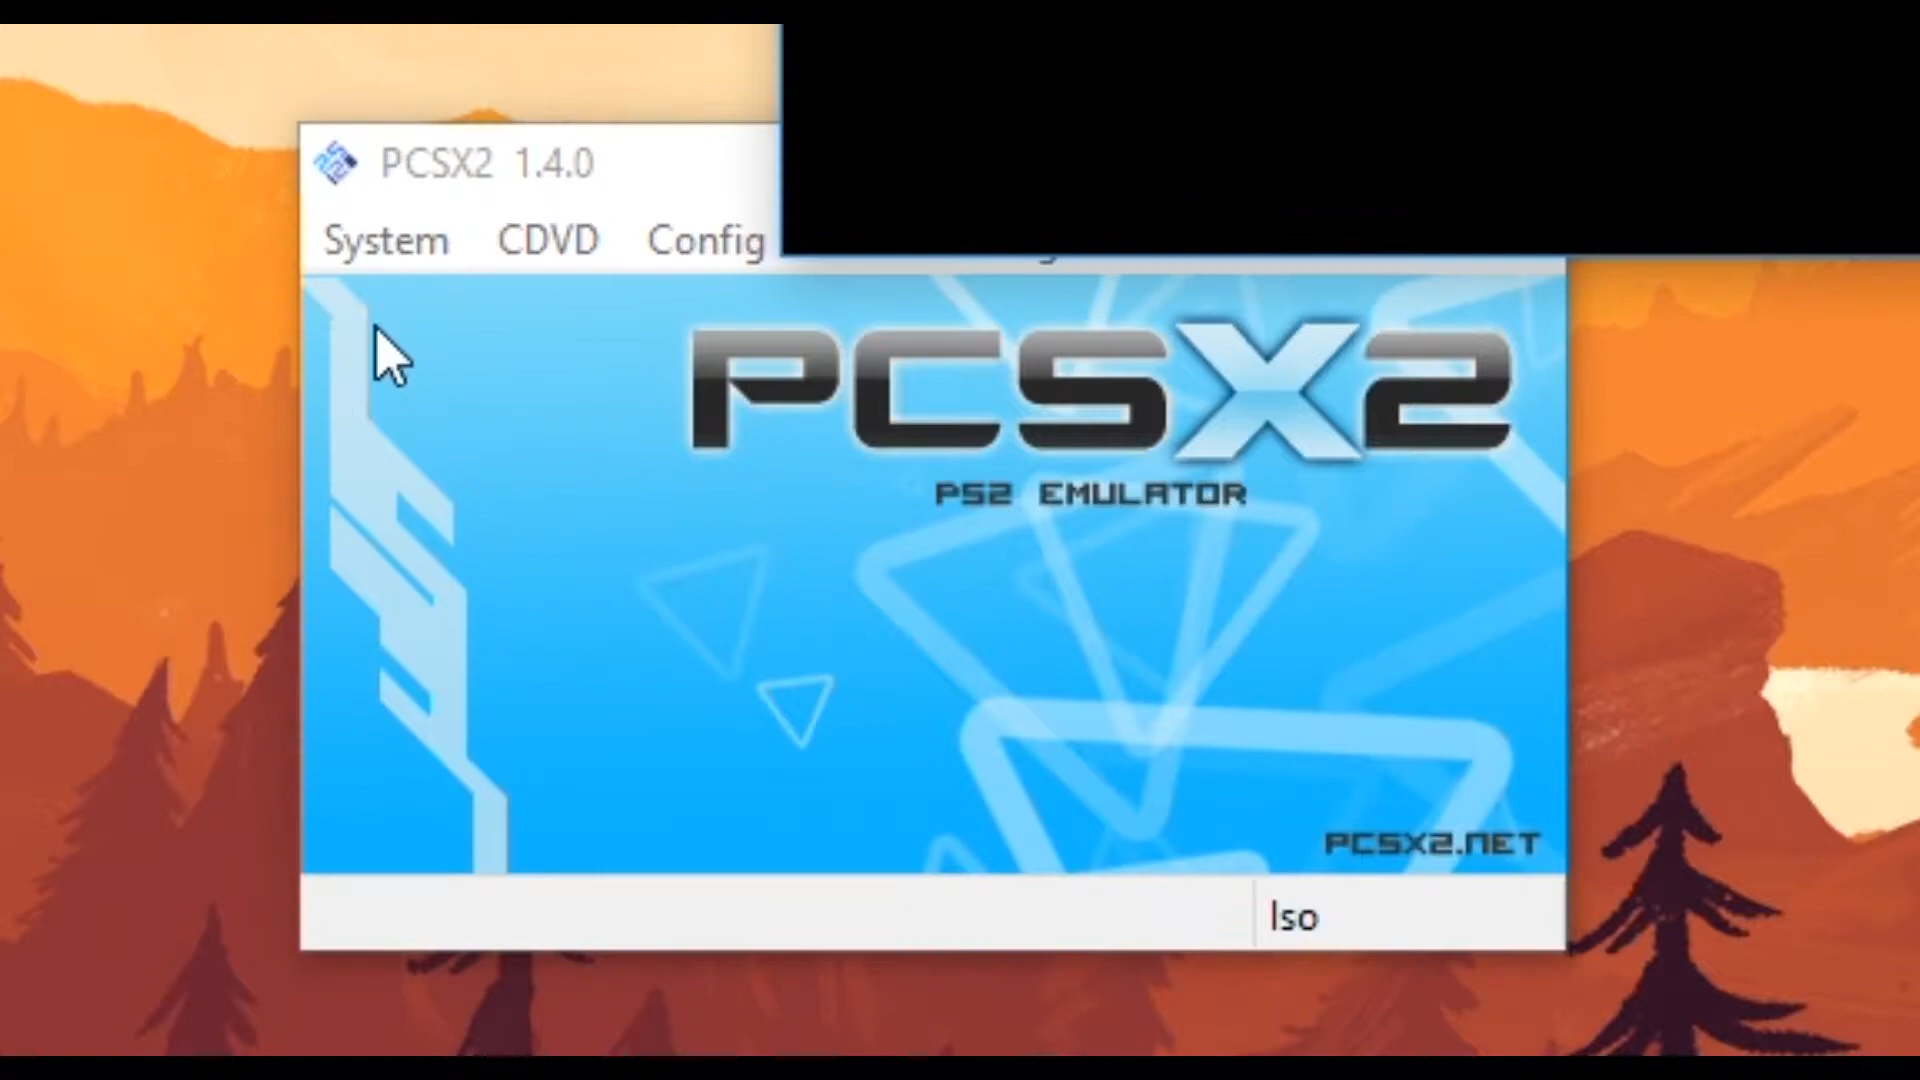 PCSX2 1.4.0
System CDVD Config
PCSX2
PS2 EMULATOR
PCSX2.NET
Iso